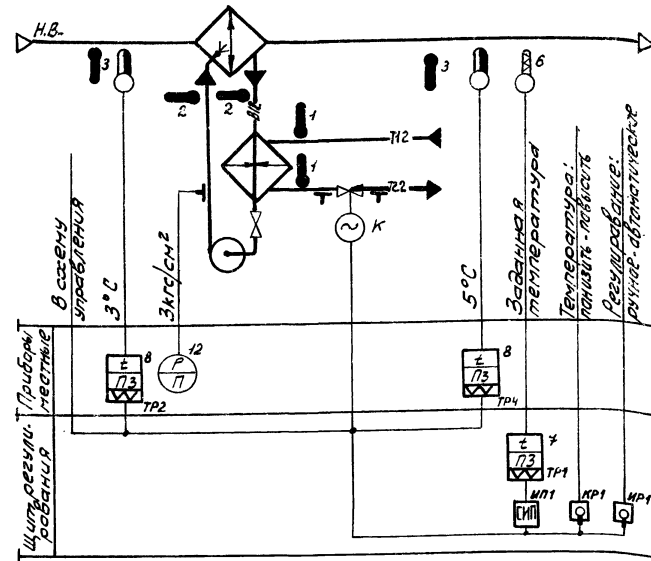 Н.В.
3
2
2
В12
1
3
6
Т12
1
Т22
К
В схему
управления
3°С
3кгс/см²
5°С
Заданная
температура
Температура:
понизить-повысить
Регулирование:
ручное-автоматическое
Приборы
местные
t
ПЗ
8
ТР2
Р
П
12
t
ПЗ
8
ТР4
Щит регули-
рования
t
ПЗ
7
ТР1
ИП1
СИП
КР1
ИР1